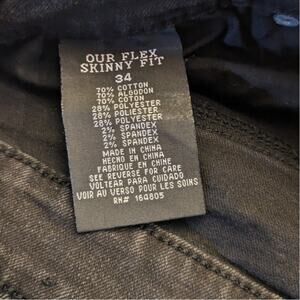 OUR FLEX
SKINNY FIT
34
70% COTTON
70% ALGODON
70% COTON
28% POLYESTER
28% POLIESTER
28% POLYESTER
2% SPANDEX
2% SPANDEX
2% SPANDEX
MADE IN CHINA
HECHO EN CHINA
FABRIQUE EN CHINE
SEE REVERSE FOR CARE
VOLTEAR PARA CUIDADO
VOIR AU VERSO POUR LES SOINS
RN# 164805